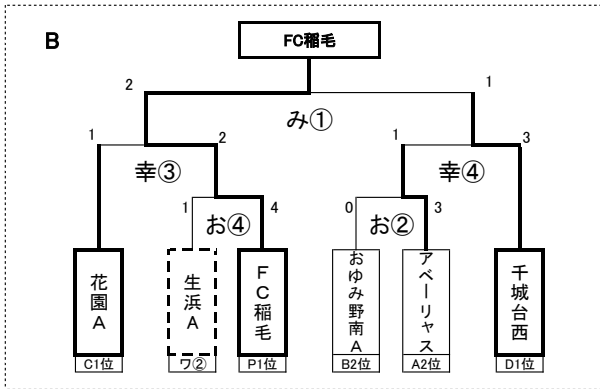 B
FC稲毛
2
1
み①
1
2
1
3
幸③
幸④
1
4
0
3
お④
お②
花園A
生浜A
FC稲毛
おゆみ野南A
アベーリャス
千城台西
C1位
ワ②
P1位
B2位
A2位
D1位